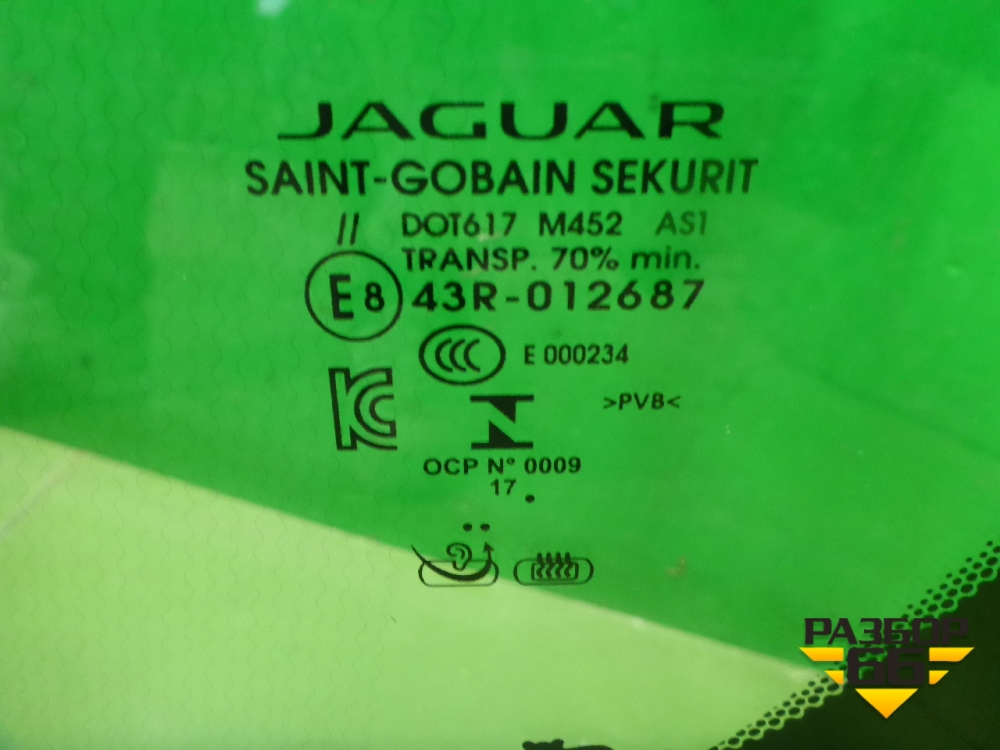 JAGUAR
SAINT-GOBAIN SEKURIT
// DOT617 M452 AS1
TRANSP. 70% min.
E8 43R-012687
CCC E 000234
KC
>PVB<
N
OCP N° 0009
17 .
..
РАЗБОР
66